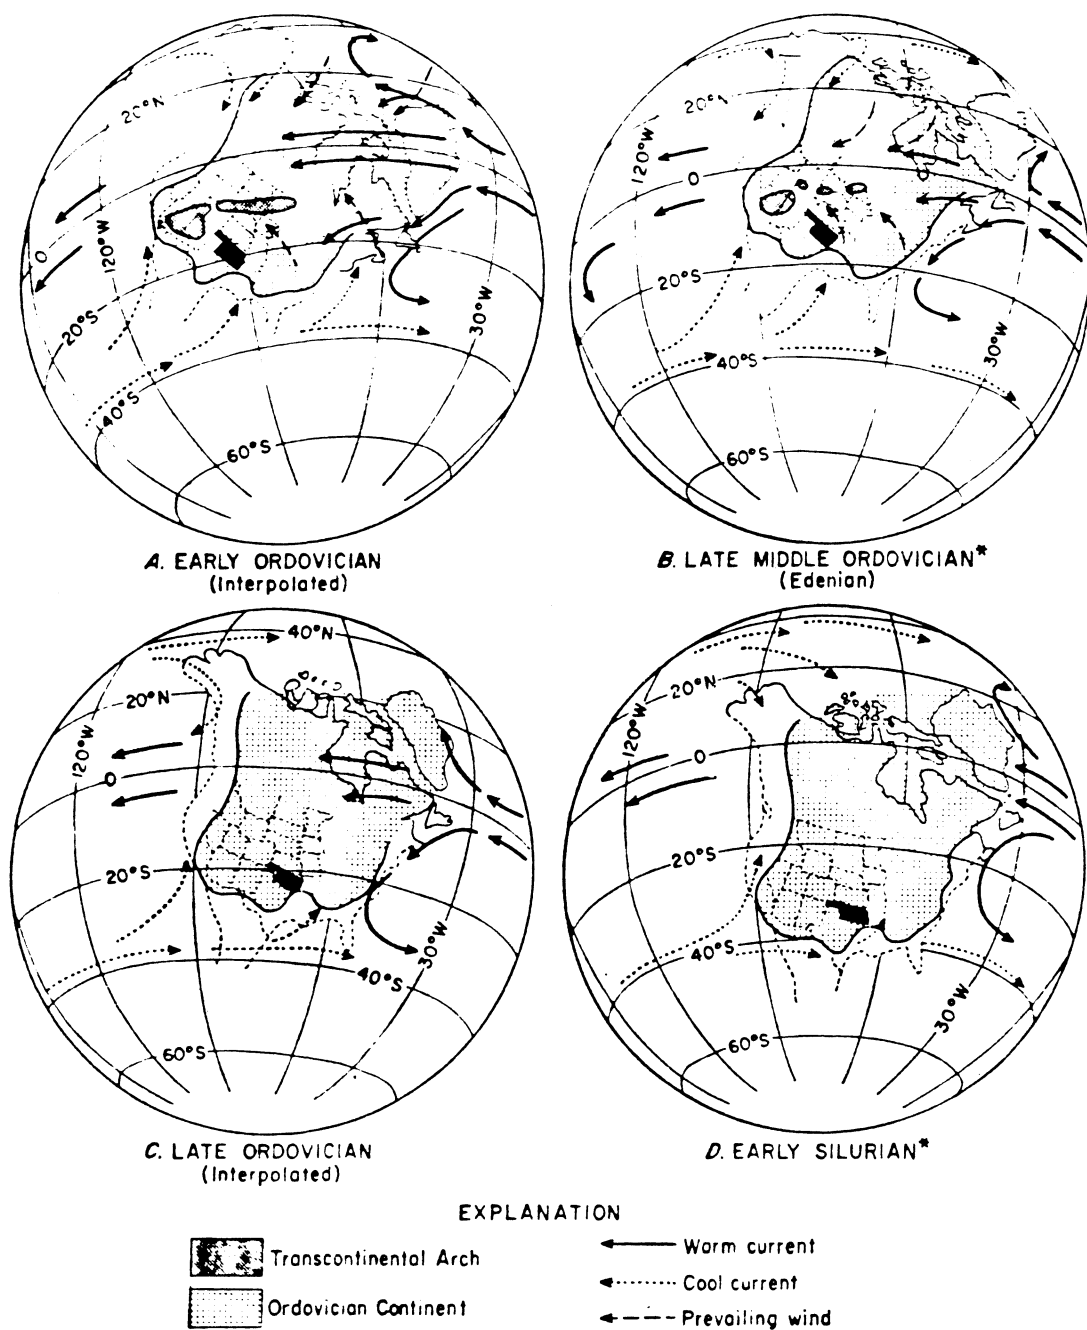 20°N
120°W
0
20°S
30°W
40°S
60°S
A. EARLY ORDOVICIAN
(Interpolated)
20°N
120°W
0
20°S
30°W
40°S
60°S
B. LATE MIDDLE ORDOVICIAN*
(Edenian)
40°N
20°N
120°W
0
20°S
30°W
40°S
60°S
C. LATE ORDOVICIAN
(Interpolated)
20°N
120°W
0
20°S
40°S
30°W
60°S
D. EARLY SILURIAN*
EXPLANATION
Transcontinental Arch
Ordovician Continent
Warm current
Cool current
Prevailing wind